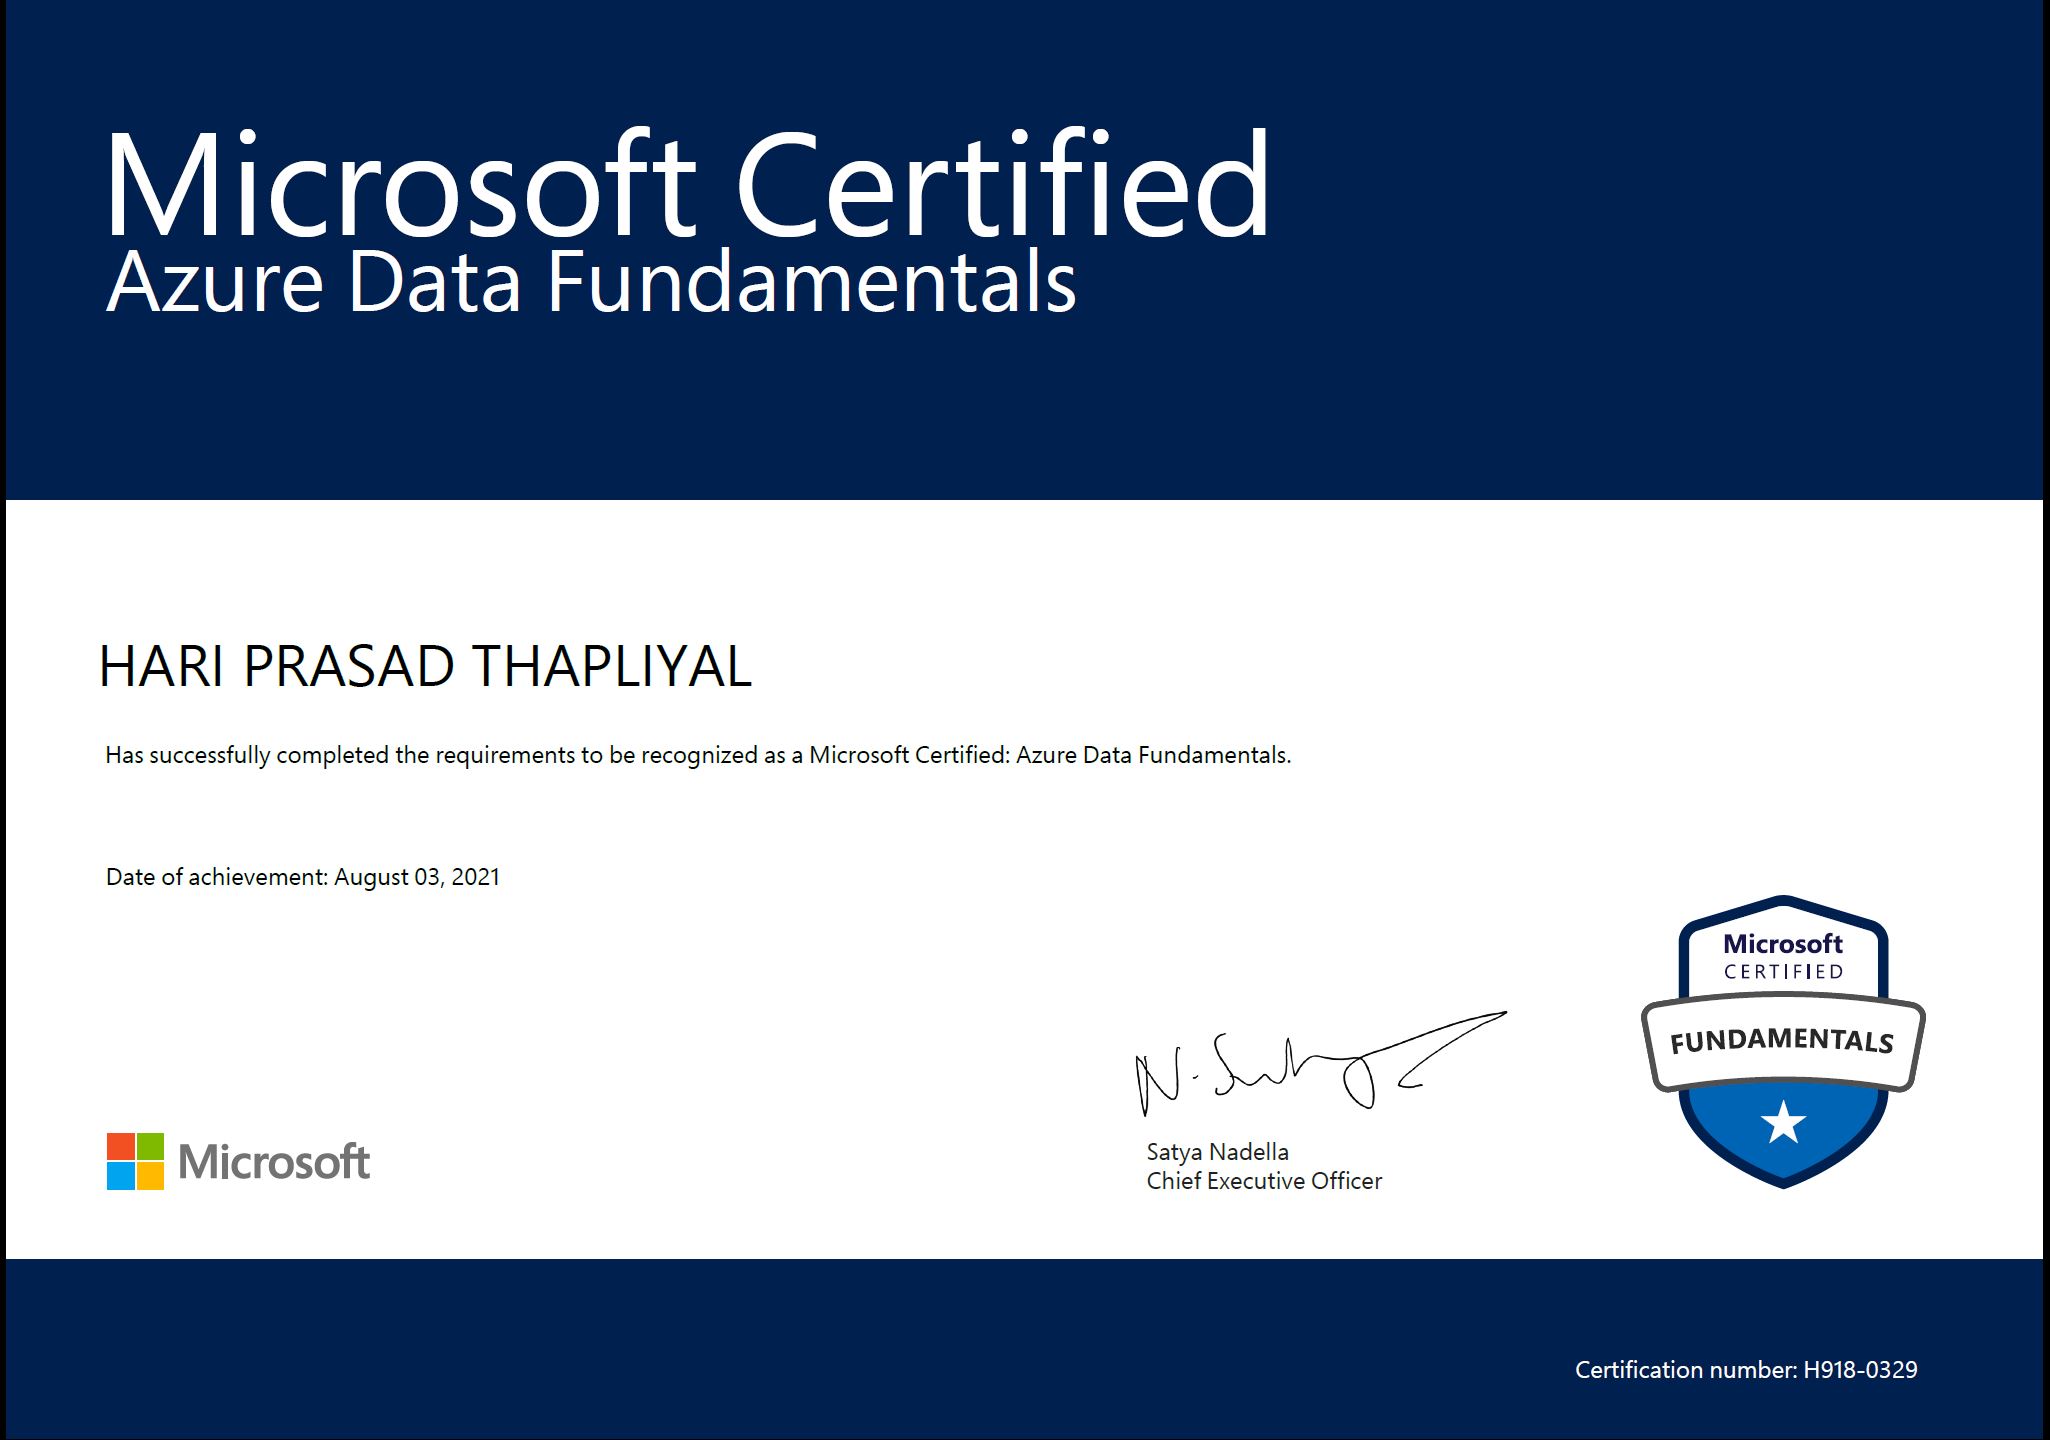 Microsoft Certified
Azure Data Fundamentals
HARI PRASAD THAPLIYAL
Has successfully completed the requirements to be recognized as a Microsoft Certified: Azure Data Fundamentals.
Date of achievement: August 03, 2021
Microsoft
CERTIFIED
FUNDAMENTALS
Microsoft
Satya Nadella
Chief Executive Officer
Certification number: H918-0329